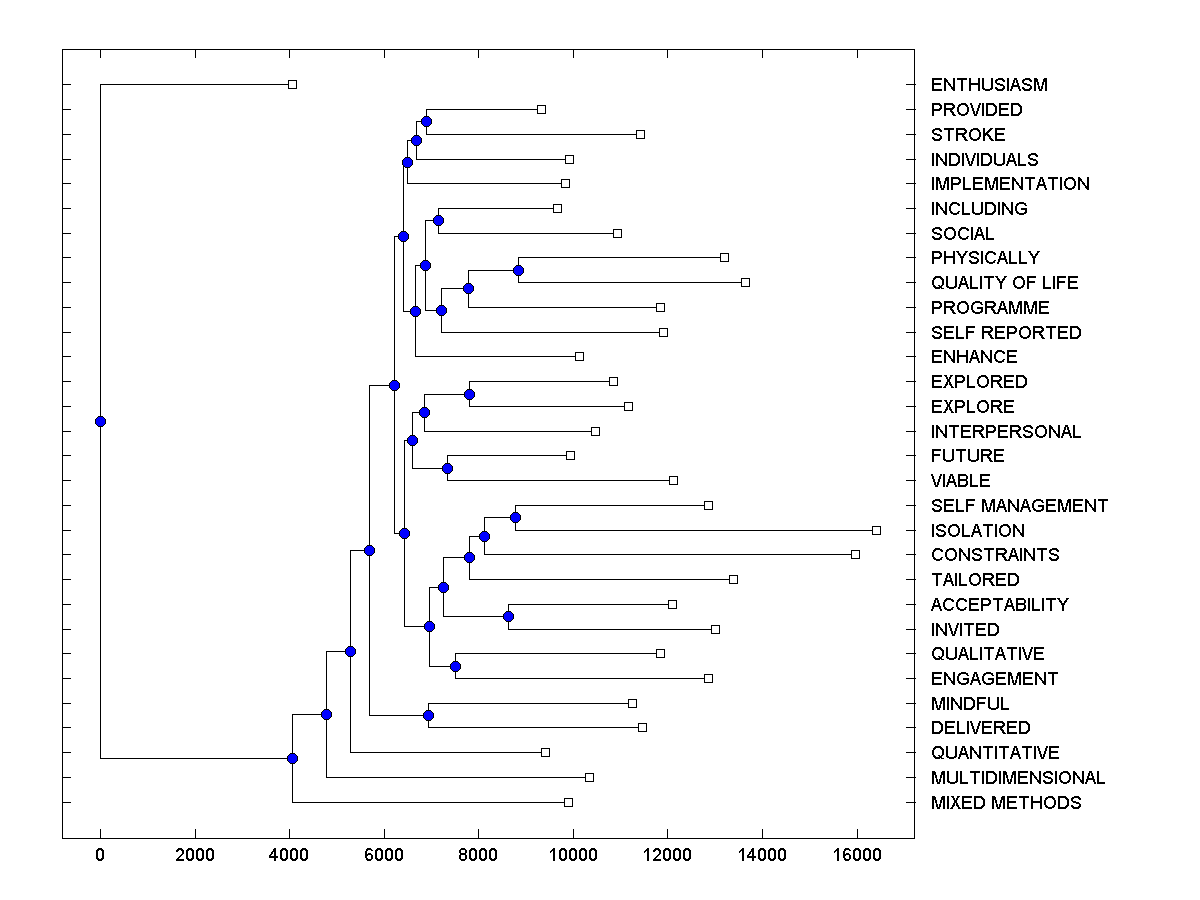 ENTHUSIASM
PROVIDED
STROKE
INDIVIDUALS
IMPLEMENTATION
INCLUDING
SOCIAL
PHYSICALLY
QUALITY OF LIFE
PROGRAMME
SELF REPORTED
ENHANCE
EXPLORED
EXPLORE
INTERPERSONAL
FUTURE
VIABLE
SELF MANAGEMENT
ISOLATION
CONSTRAINTS
TAILORED
ACCEPTABILITY
INVITED
QUALITATIVE
ENGAGEMENT
MINDFUL
DELIVERED
QUANTITATIVE
MULTIDIMENSIONAL
MIXED METHODS
0 2000 4000 6000 8000 10000 12000 14000 16000